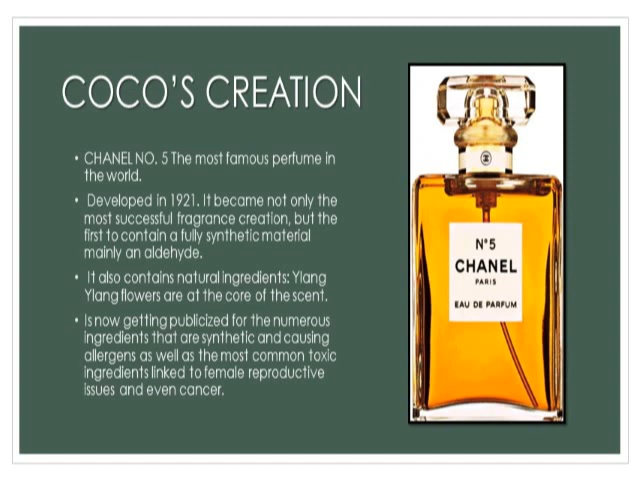 COCO'S CREATION
• CHANEL NO. 5 The most famous perfume in
the world.
• Developed in 1921. It became not only the
most successful fragrance creation, but the
first to contain a fully synthetic material
mainly an aldehyde.
• It also contains natural ingredients: Ylang
Ylang flowers are at the core of the scent.
• Is now getting publicized for the numerous
ingredients that are synthetic and causing
allergens as well as the most common toxic
ingredients linked to female reproductive
issues and even cancer.
N°5
CHANEL
PARIS
EAU DE PARFUM